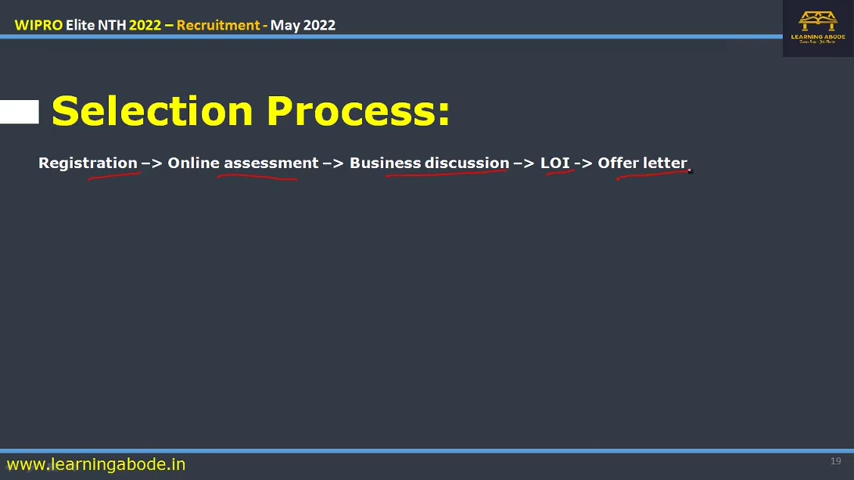 WIPRO Elite NTH 2022 – Recruitment - May 2022
LEARNING ABODE
Selection Process:
Registration –> Online assessment –> Business discussion –> LOI -> Offer letter
www.learningabode.in
19